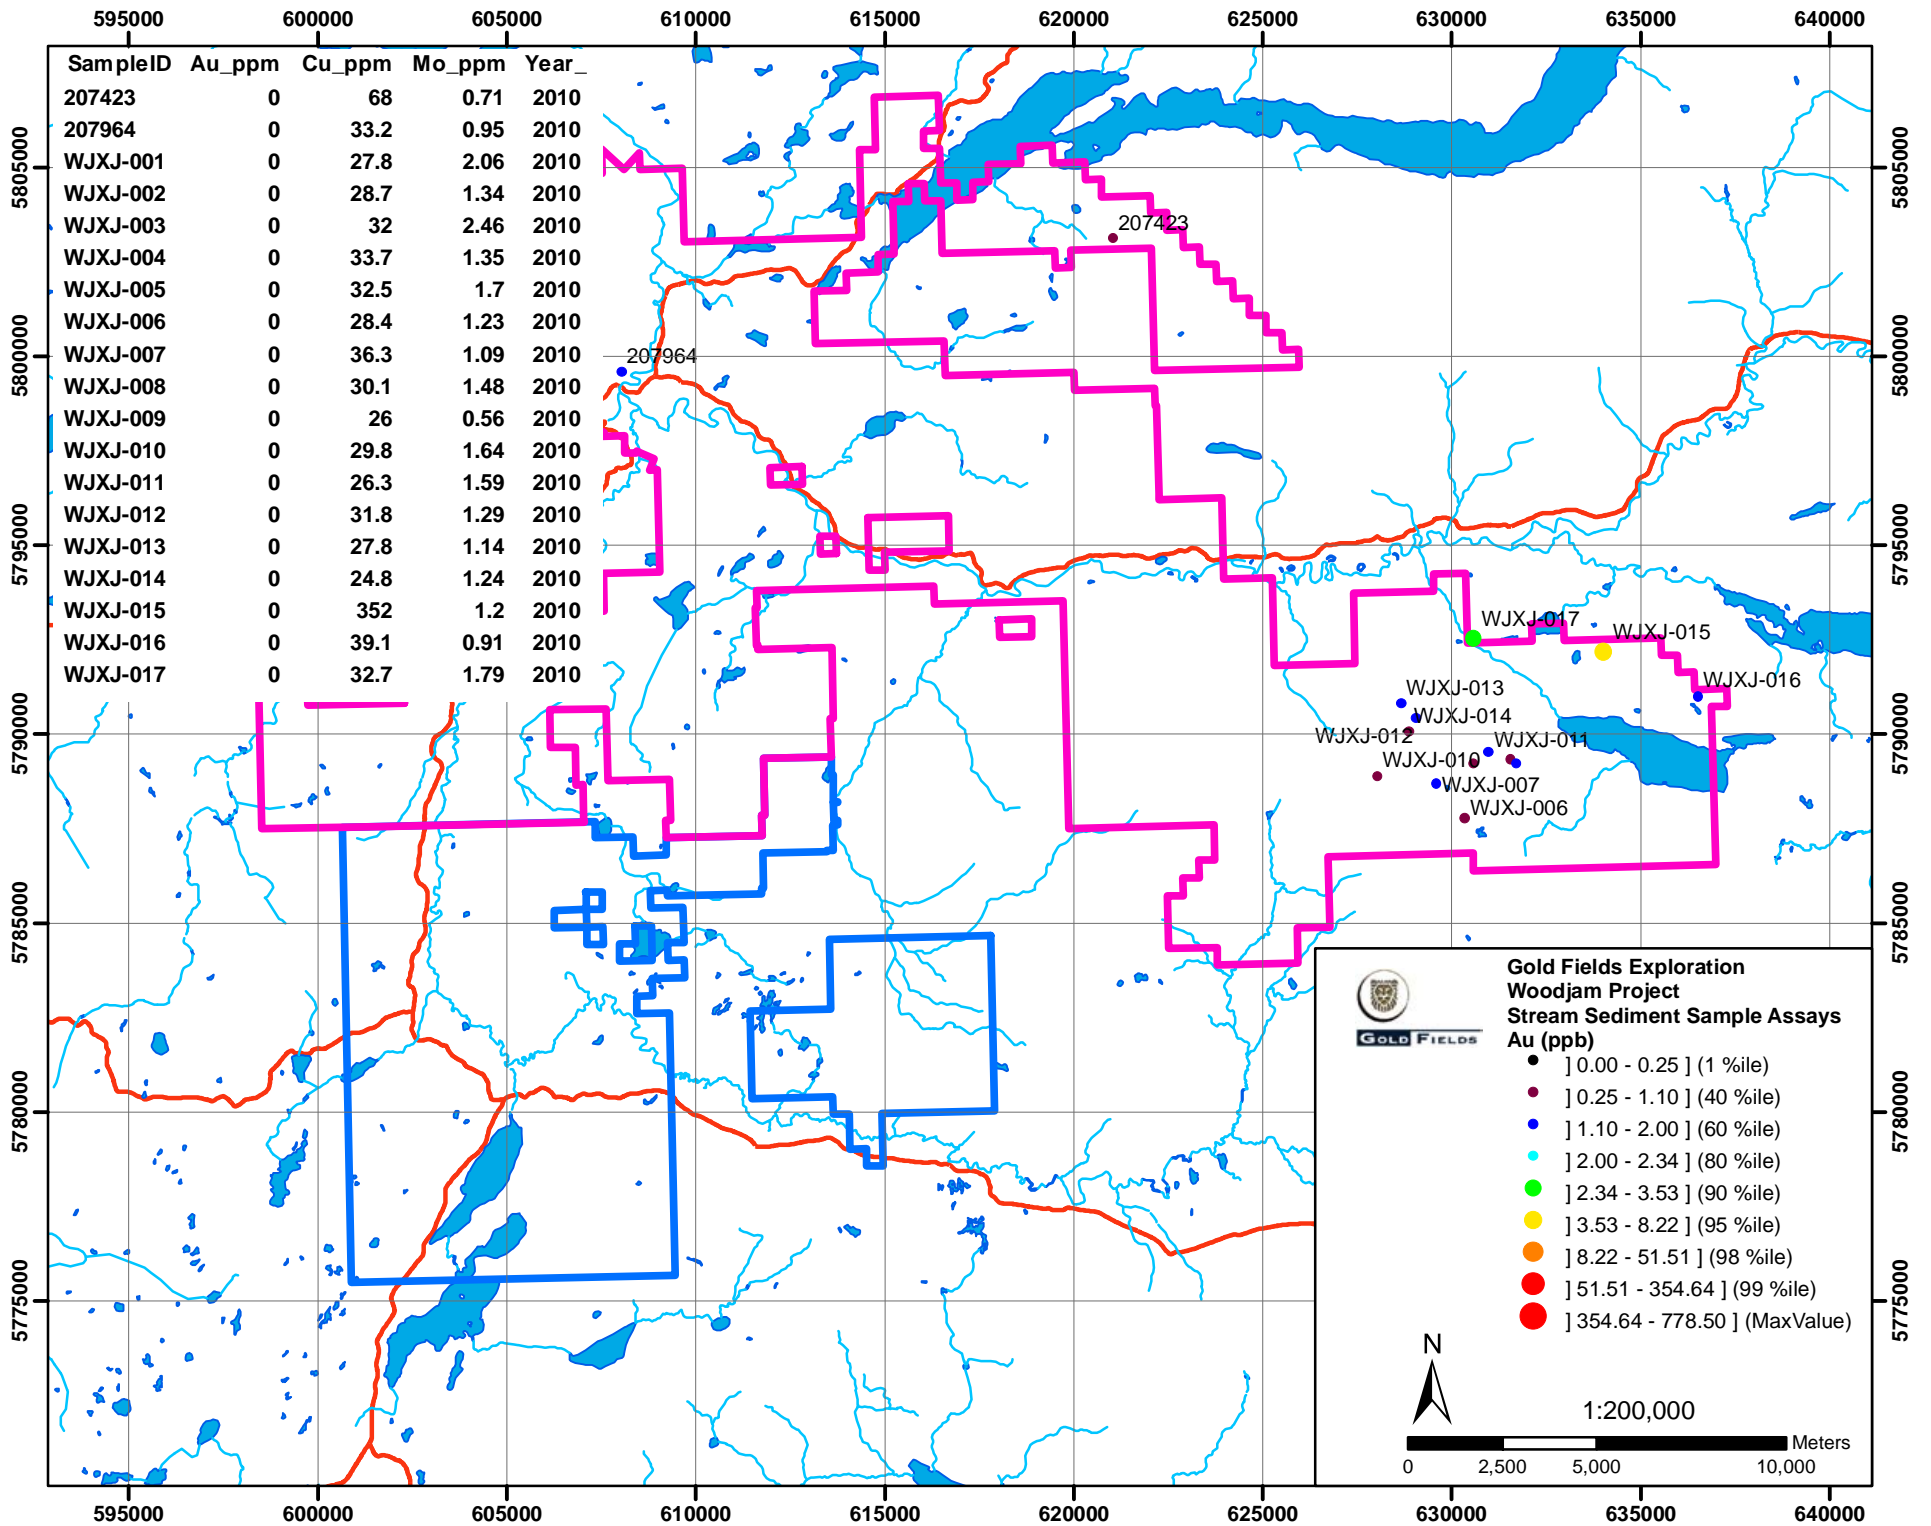 595000 600000 605000 610000 615000 620000 625000 630000 635000 640000
SampleID Au_ppm Cu_ppm Mo_ppm Year_
207423 0 68 0.71 2010
207964 0 33.2 0.95 2010
WJXJ-001 0 27.8 2.06 2010
WJXJ-002 0 28.7 1.34 2010
WJXJ-003 0 32 2.46 2010
WJXJ-004 0 33.7 1.35 2010
WJXJ-005 0 32.5 1.7 2010
WJXJ-006 0 28.4 1.23 2010
WJXJ-007 0 36.3 1.09 2010
WJXJ-008 0 30.1 1.48 2010
WJXJ-009 0 26 0.56 2010
WJXJ-010 0 29.8 1.64 2010
WJXJ-011 0 26.3 1.59 2010
WJXJ-012 0 31.8 1.29 2010
WJXJ-013 0 27.8 1.14 2010
WJXJ-014 0 24.8 1.24 2010
WJXJ-015 0 352 1.2 2010
WJXJ-016 0 39.1 0.91 2010
WJXJ-017 0 32.7 1.79 2010
5805000
5800000
5795000
5790000
5785000
5780000
5775000
207423
207964
WJXJ-017
WJXJ-015
WJXJ-016
WJXJ-013
WJXJ-014
WJXJ-012
WJXJ-011
WJXJ-010
WJXJ-007
WJXJ-006
5805000
5800000
5795000
5790000
5785000
5780000
5775000
GOLD FIELDS
Gold Fields Exploration
Woodjam Project
Stream Sediment Sample Assays
Au (ppb)
] 0.00 - 0.25 ] (1 %ile)
] 0.25 - 1.10 ] (40 %ile)
] 1.10 - 2.00 ] (60 %ile)
] 2.00 - 2.34 ] (80 %ile)
] 2.34 - 3.53 ] (90 %ile)
] 3.53 - 8.22 ] (95 %ile)
] 8.22 - 51.51 ] (98 %ile)
] 51.51 - 354.64 ] (99 %ile)
] 354.64 - 778.50 ] (MaxValue)
N
1:200,000
Meters
0 2,500 5,000 10,000
595000 600000 605000 610000 615000 620000 625000 630000 635000 640000